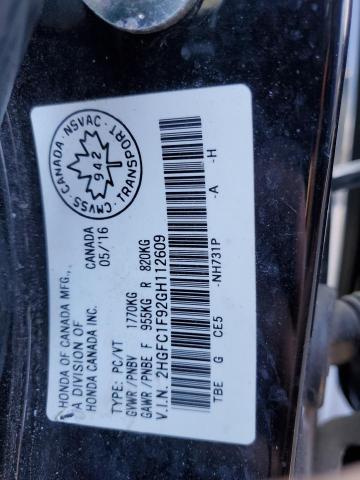 HONDA OF CANADA MFG.,
A DIVISION OF
HONDA CANADA INC.
CANADA
05/'16
TYPE: PC/VT
GVWR/PNBV 1770KG
GAWR/PNBE F 955KG R 820KG
V.I.N. 2HGFC1F92GH112609
TBE G CE5 -NH731P -A -H
CANADA · NSVAC · TRANSPORT · CMVSS
942